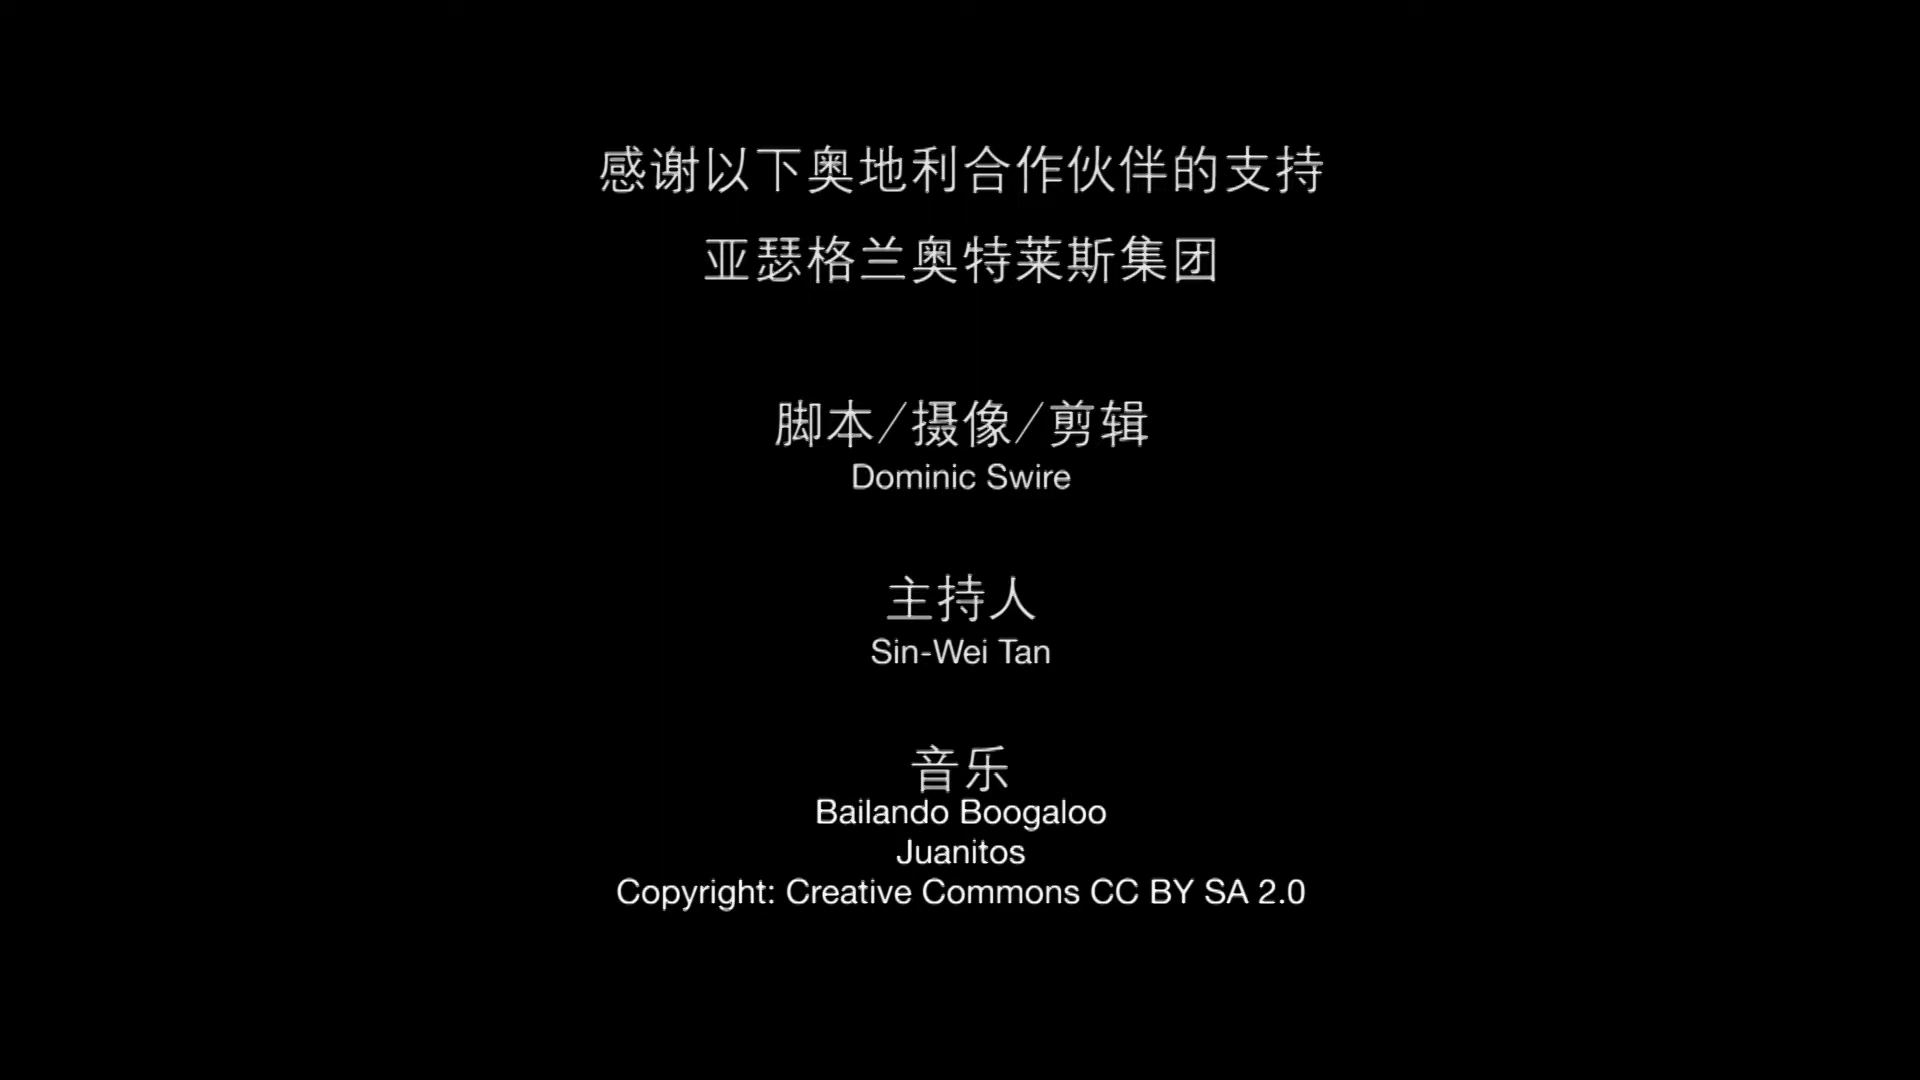 感谢以下奥地利合作伙伴的支持
亚瑟格兰奥特莱斯集团
脚本/摄像/剪辑
Dominic Swire
主持人
Sin-Wei Tan
音乐
Bailando Boogaloo
Juanitos
Copyright: Creative Commons CC BY SA 2.0